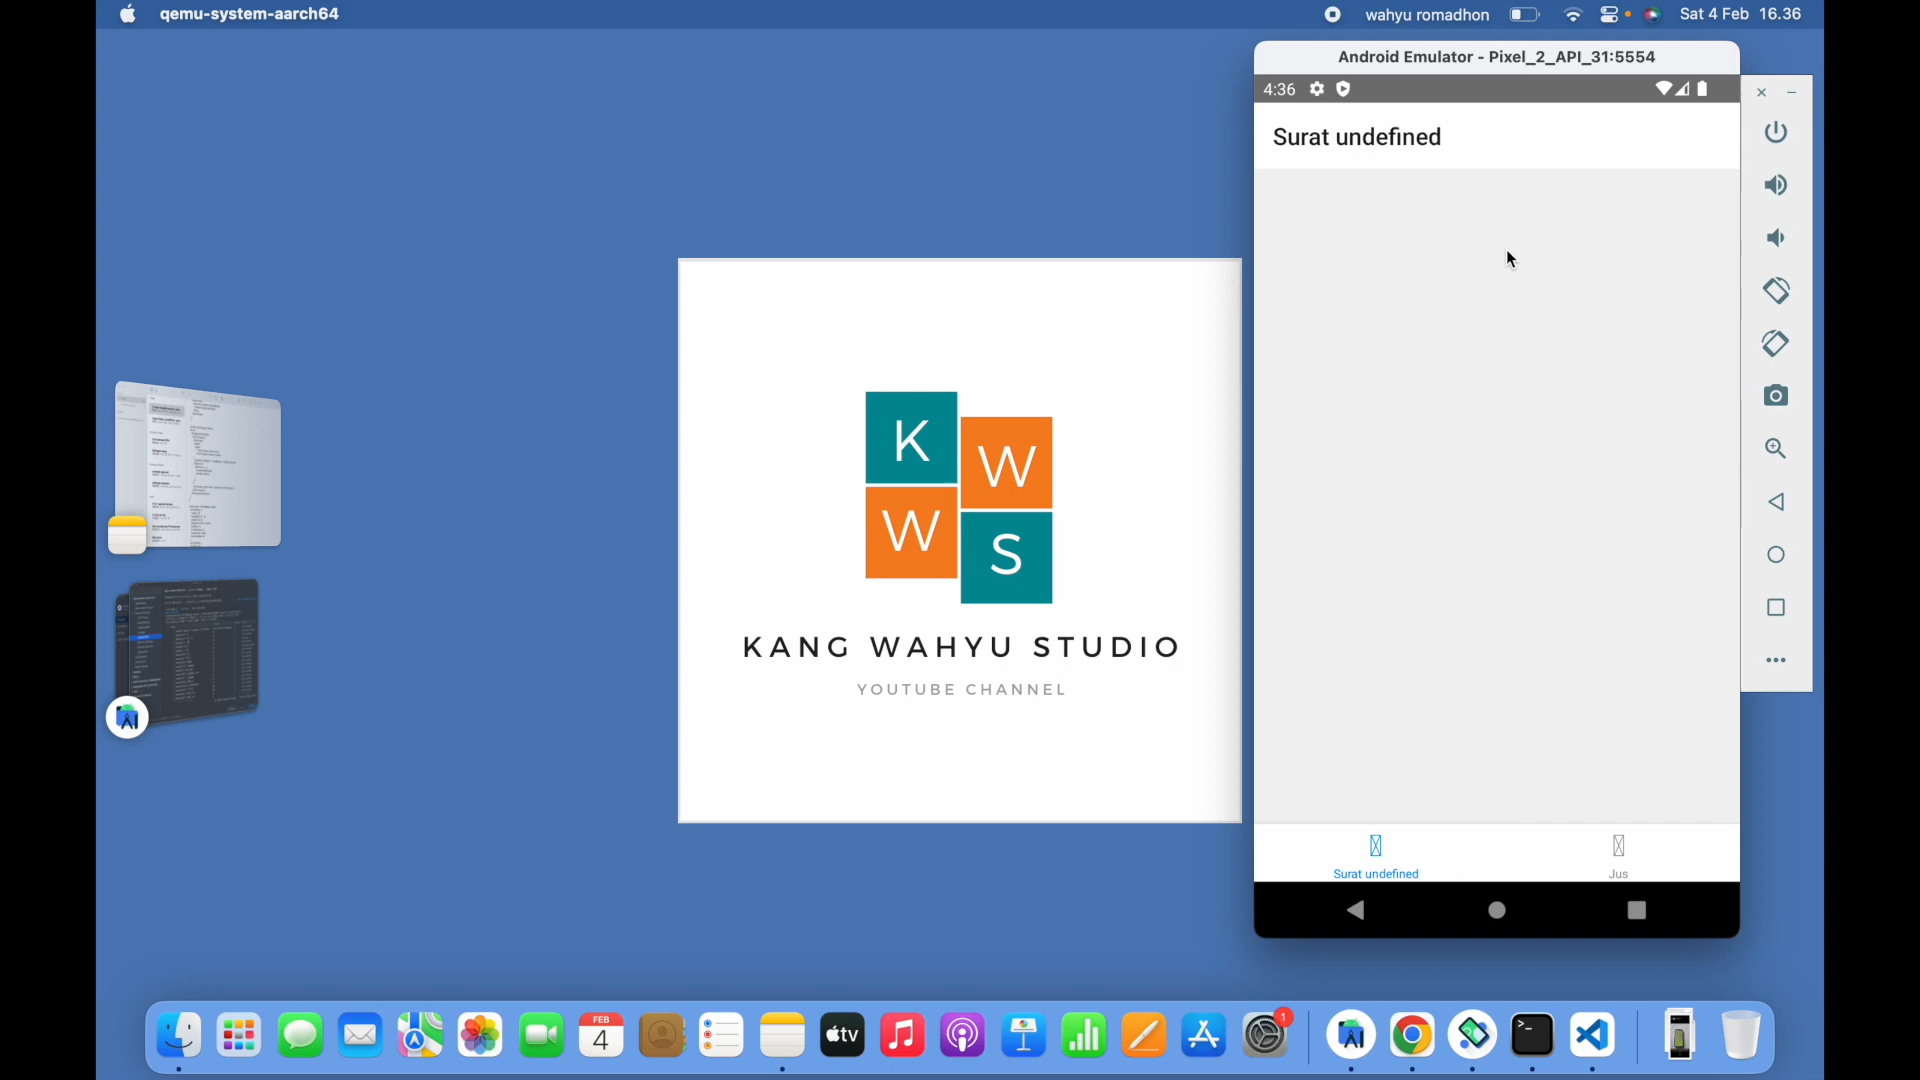 qemu-system-aarch64
wahyu romadhon
Sat 4 Feb 16.36
Android Emulator - Pixel_2_API_31:5554
4:36
Surat undefined
K
W
W
S
KANG WAHYU STUDIO
YOUTUBE CHANNEL
Surat undefined
Jus
FEB
4
tv
1
>_